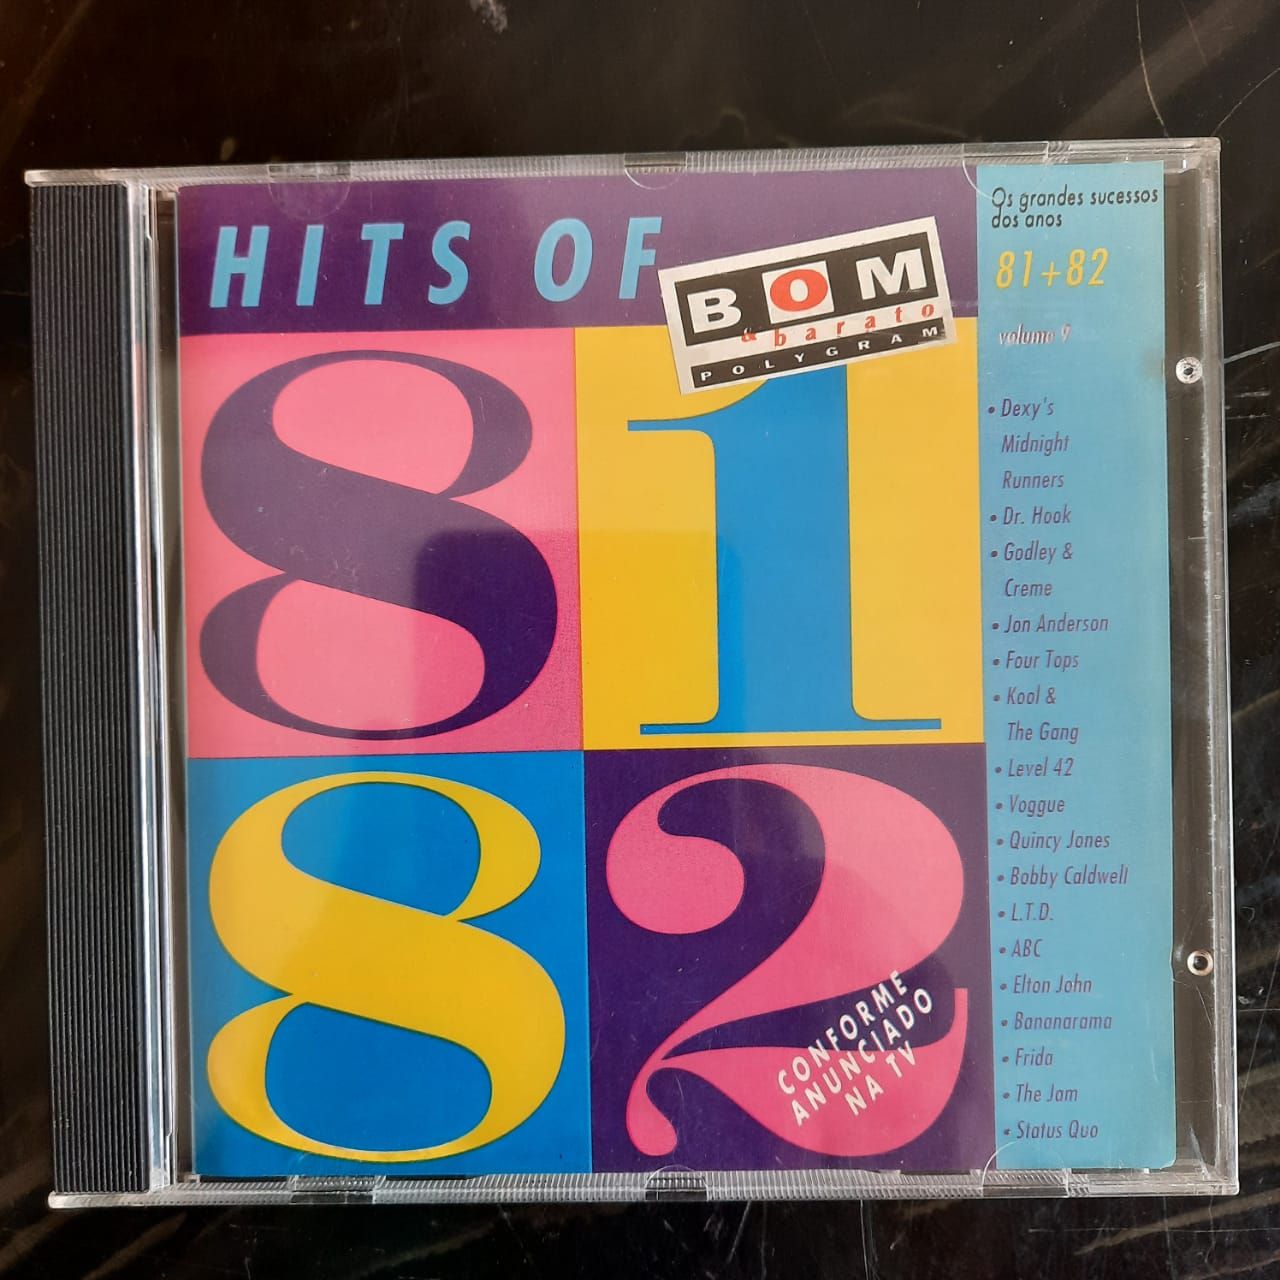 HITS OF
BOM
& barato
POLYGRAM
81
82
CONFORME
ANUNCIADO
NA TV
Os grandes sucessos
dos anos
81+82
volume 9
• Dexy's
Midnight
Runners
• Dr. Hook
• Godley &
Creme
• Jon Anderson
• Four Tops
• Kool &
The Gang
• Level 42
• Voggue
• Quincy Jones
• Bobby Caldwell
• L.T.D.
• ABC
• Elton John
• Bananarama
• Frida
• The Jam
• Status Quo